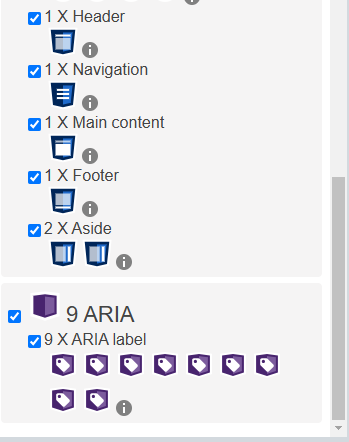 1 X Header
1 X Navigation
1 X Main content
1 X Footer
2 X Aside
9 ARIA
9 X ARIA label